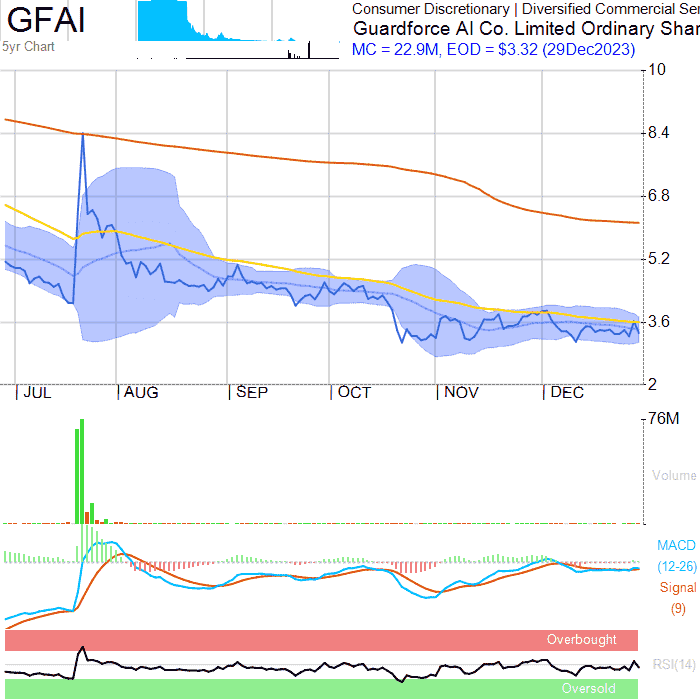 GFAI
5yr Chart
Consumer Discretionary | Diversified Commercial Ser
Guardforce AI Co. Limited Ordinary Shar
MC = 22.9M, EOD = $3.32 (29Dec2023)
10
8.4
6.8
5.2
3.6
2
JUL AUG SEP OCT NOV DEC
76M
Volume
MACD
(12-26)
Signal
(9)
Overbought
RSI(14)
Oversold